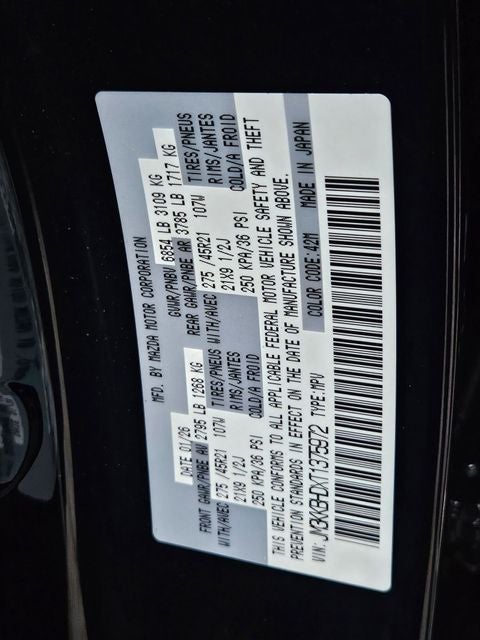 MFD. BY MAZDA MOTOR CORPORATION
DATE 01/26 GVWR/PNBV 6854 LB 3109 KG
FRONT GAWR/PNBE AV 2795 LB 1268 KG REAR GAWR/PNBE AR 3785 LB 1717 KG
WITH/AVEC 275 /45R21 107W TIRES/PNEUS WITH/AVEC 275 /45R21 107W TIRES/PNEUS
21X9 1/2J RIMS/JANTES 21X9 1/2J RIMS/JANTES
250 KPA/36 PSI COLD/A FROID 250 KPA/36 PSI COLD/A FROID
THIS VEHICLE CONFORMS TO ALL APPLICABLE FEDERAL MOTOR VEHICLE SAFETY AND THEFT
PREVENTION STANDARDS IN EFFECT ON THE DATE OF MANUFACTURE SHOWN ABOVE.
VIN: JM3KKBHDXT1375972 TYPE:MPV COLOR CODE:42M MADE IN JAPAN